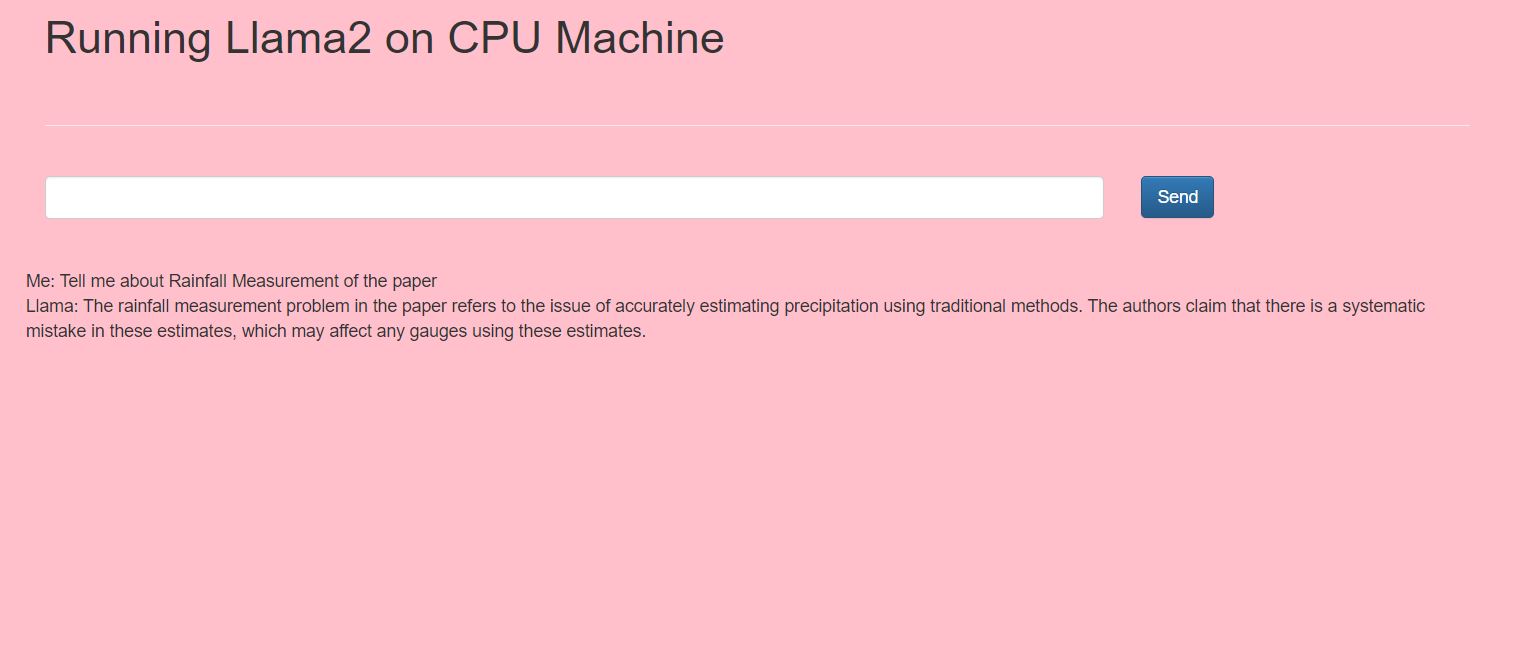 Running Llama2 on CPU Machine
Send
Me: Tell me about Rainfall Measurement of the paper
Llama: The rainfall measurement problem in the paper refers to the issue of accurately estimating precipitation using traditional methods. The authors claim that there is a systematic
mistake in these estimates, which may affect any gauges using these estimates.